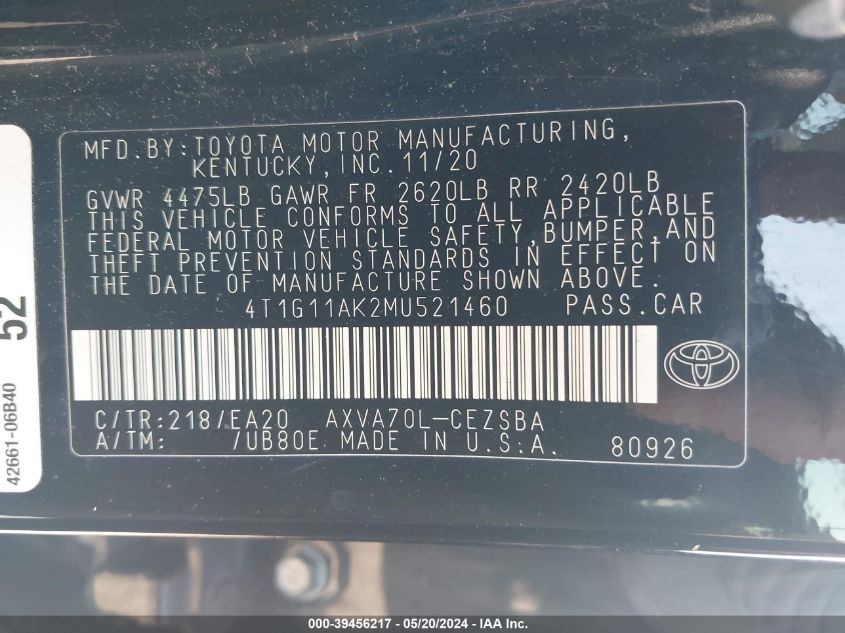 MFD.BY:TOYOTA MOTOR MANUFACTURING,
KENTUCKY,INC.11/20
GVWR 4475LB GAWR FR 2620LB RR 2420LB
THIS VEHICLE CONFORMS TO ALL APPLICABLE
FEDERAL MOTOR VEHICLE SAFETY,BUMPER,AND
THEFT PREVENTION STANDARDS IN EFFECT ON
THE DATE OF MANUFACTURE SHOWN ABOVE.
4T1G11AK2MU521460 PASS.CAR
C/TR:218/EA20 AXVA70L-CEZSBA
A/TM: /UB80E MADE IN U.S.A. 80926
52
42661-06B40
000-39456217 - 05/20/2024 - IAA Inc.